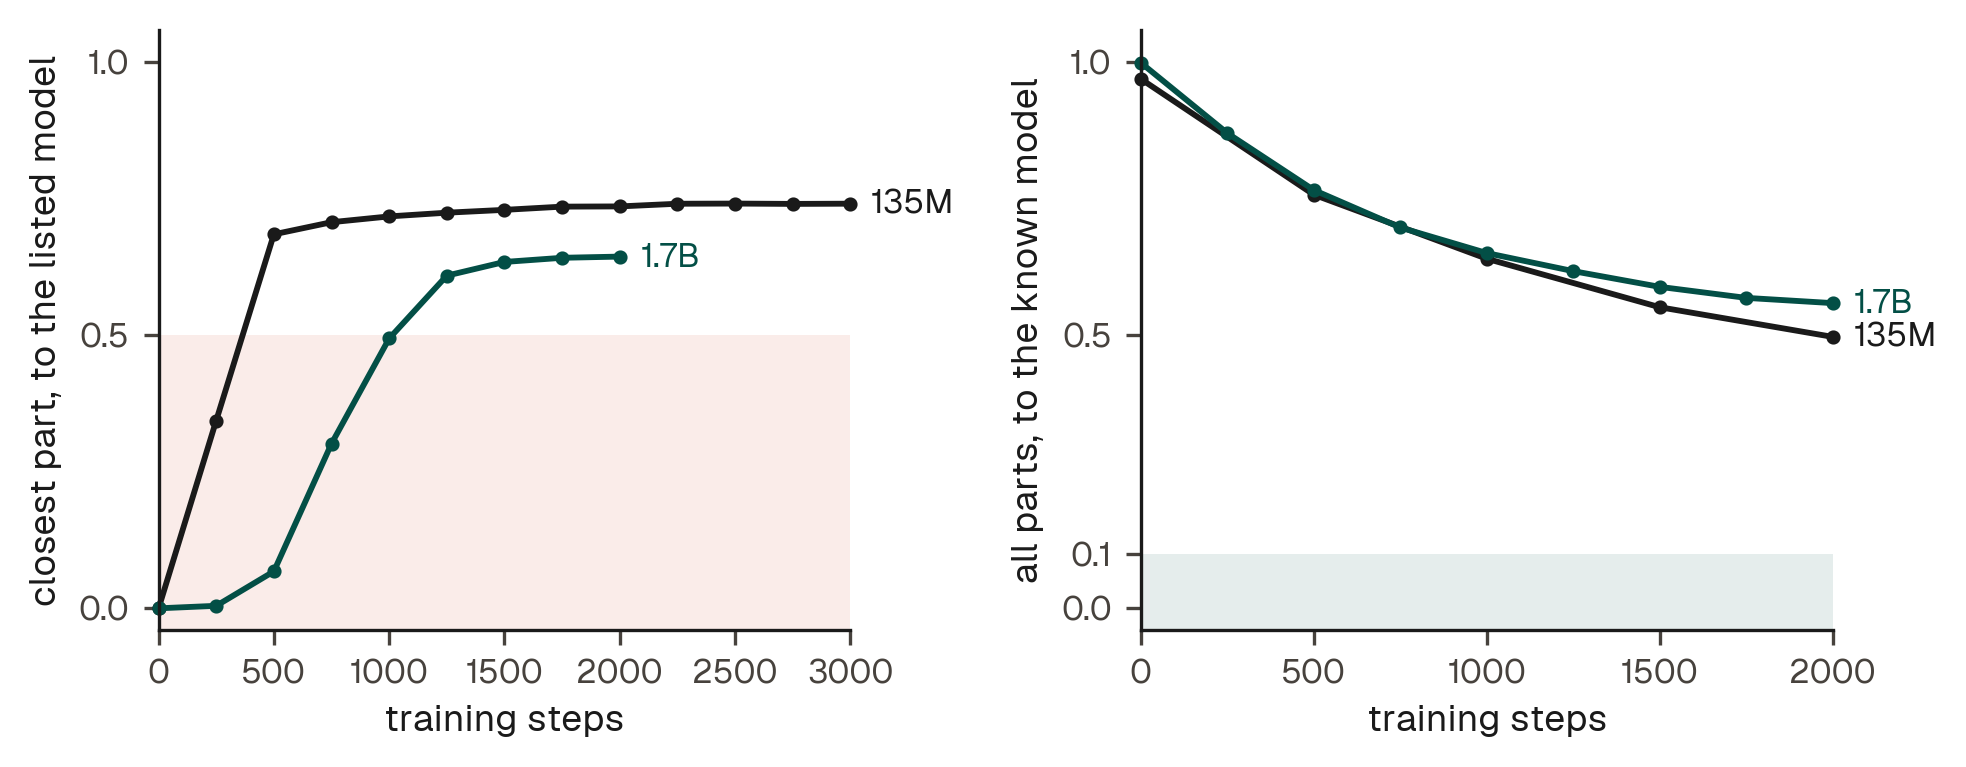 closest part, to the listed model
1.0
0.5
0.0
135M
1.7B
0 500 1000 1500 2000 2500 3000
training steps
all parts, to the known model
1.0
0.5
0.1
0.0
1.7B
135M
0 500 1000 1500 2000
training steps